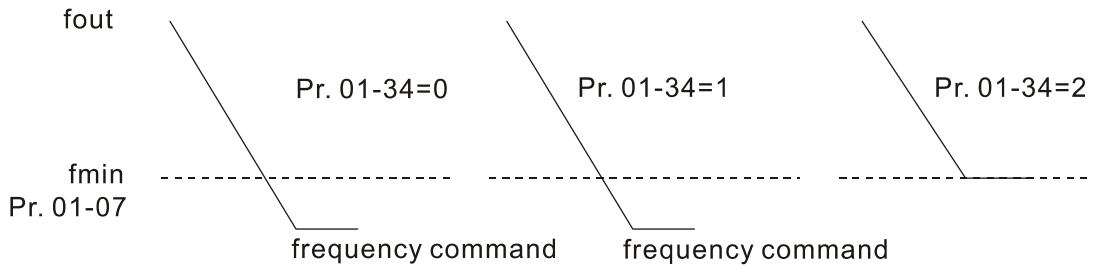 fout
Pr. 01-34=0
Pr. 01-34=1
Pr. 01-34=2
fmin
Pr. 01-07
frequency command
frequency command